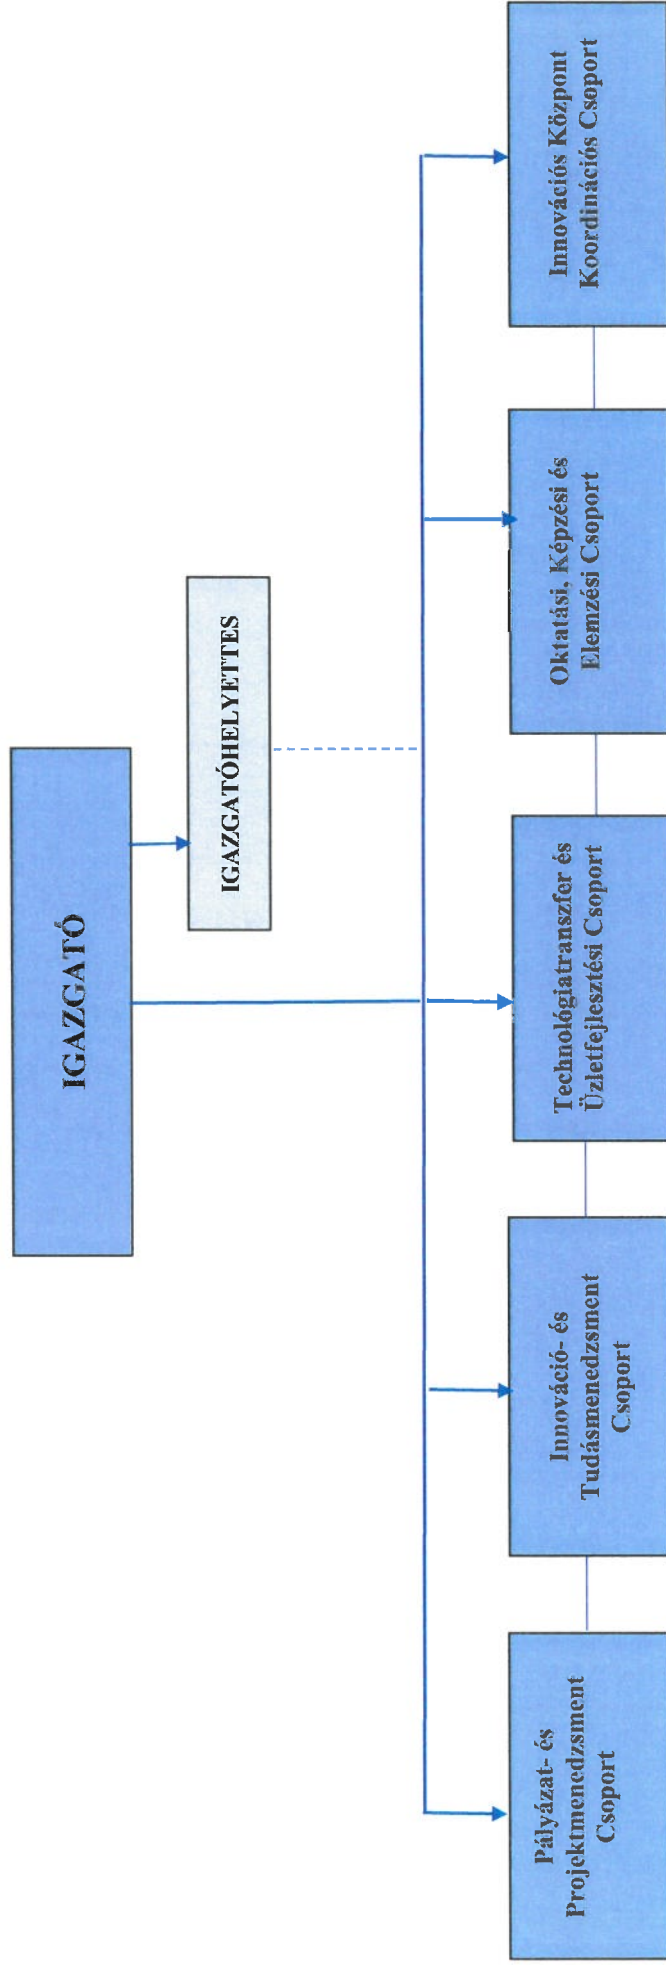 IGAZGATÓ
IGAZGATÓHELYETTES
Pályázat- és
Projektmenedzsment
Csoport
Innováció- és
Tudásmenedzsment
Csoport
Technológiatranszfer és
Üzletfejlesztési Csoport
Oktatási, Képzési és
Elemzési Csoport
Innovációs Központ
Koordinációs Csoport